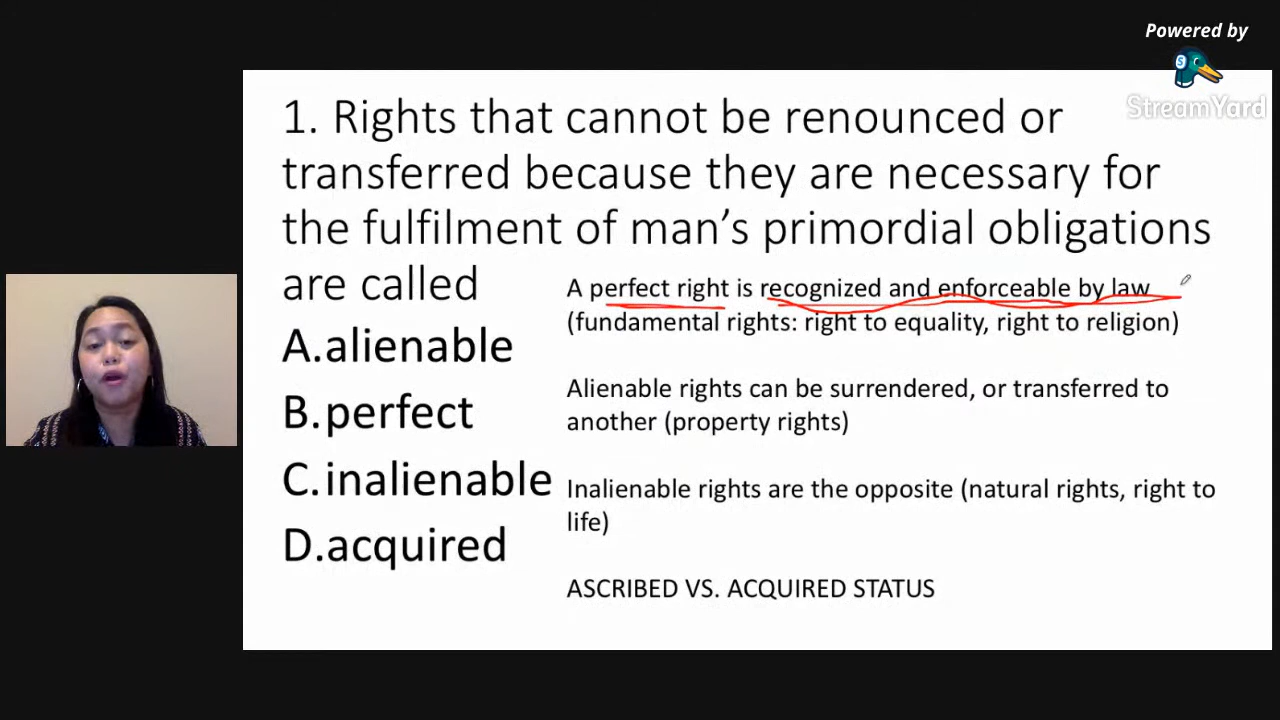 Powered by
StreamYard
1. Rights that cannot be renounced or
transferred because they are necessary for
the fulfilment of man’s primordial obligations
are called
A.alienable
B.perfect
C.inalienable
D.acquired
A perfect right is recognized and enforceable by law
(fundamental rights: right to equality, right to religion)
Alienable rights can be surrendered, or transferred to
another (property rights)
Inalienable rights are the opposite (natural rights, right to
life)
ASCRIBED VS. ACQUIRED STATUS